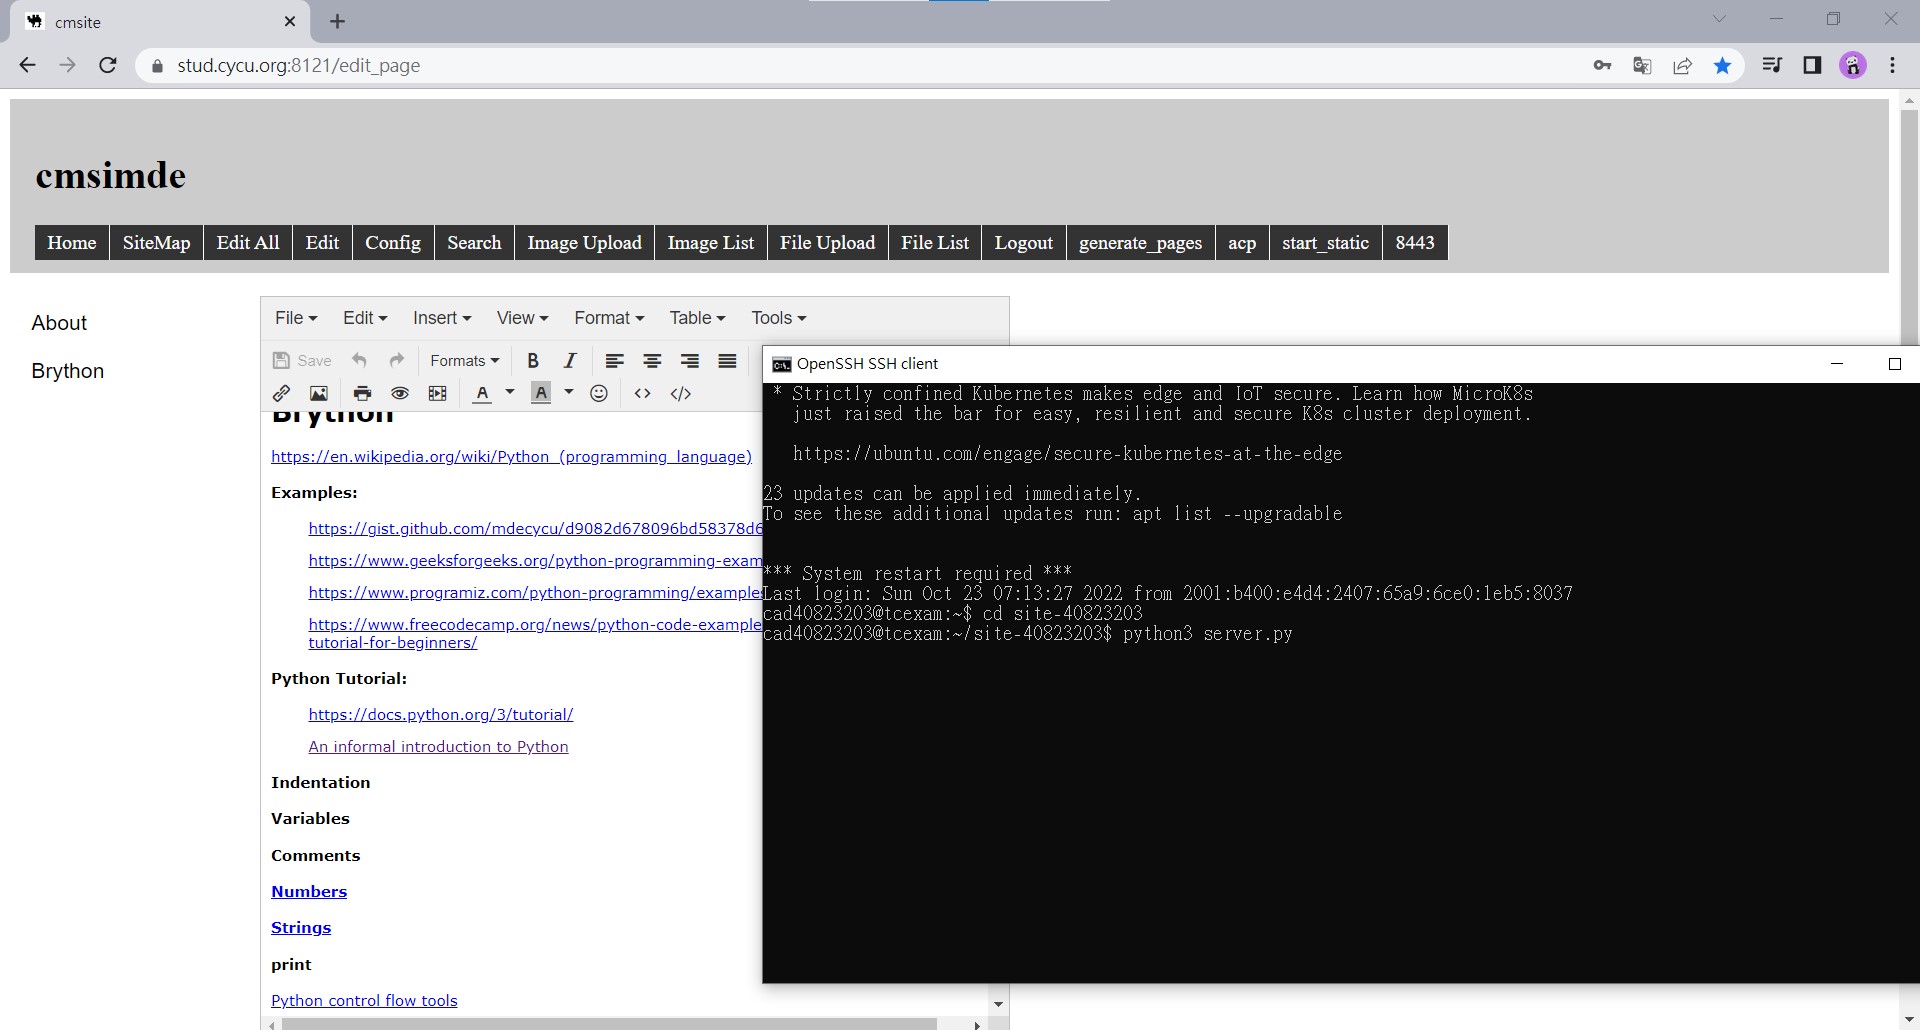 cmsite
stud.cycu.org:8121/edit_page
cmsimde
Home SiteMap Edit All Edit Config Search Image Upload Image List File Upload File List Logout generate_pages acp start_static 8443
About
Brython
File Edit Insert View Format Table Tools
Save Formats B I
A A
Brython
https://en.wikipedia.org/wiki/Python_(programming_language)
Examples:
https://gist.github.com/mdecycu/d9082d678096bd58378d6
https://www.geeksforgeeks.org/python-programming-exam
https://www.programiz.com/python-programming/examples
https://www.freecodecamp.org/news/python-code-example
tutorial-for-beginners/
Python Tutorial:
https://docs.python.org/3/tutorial/
An informal introduction to Python
Indentation
Variables
Comments
Numbers
Strings
print
Python control flow tools
OpenSSH SSH client
* Strictly confined Kubernetes makes edge and IoT secure. Learn how MicroK8s
just raised the bar for easy, resilient and secure K8s cluster deployment.
https://ubuntu.com/engage/secure-kubernetes-at-the-edge
23 updates can be applied immediately.
To see these additional updates run: apt list --upgradable
*** System restart required ***
Last login: Sun Oct 23 07:13:27 2022 from 2001:b400:e4d4:2407:65a9:6ce0:1eb5:8037
cad40823203@tcexam:~$ cd site-40823203
cad40823203@tcexam:~/site-40823203$ python3 server.py